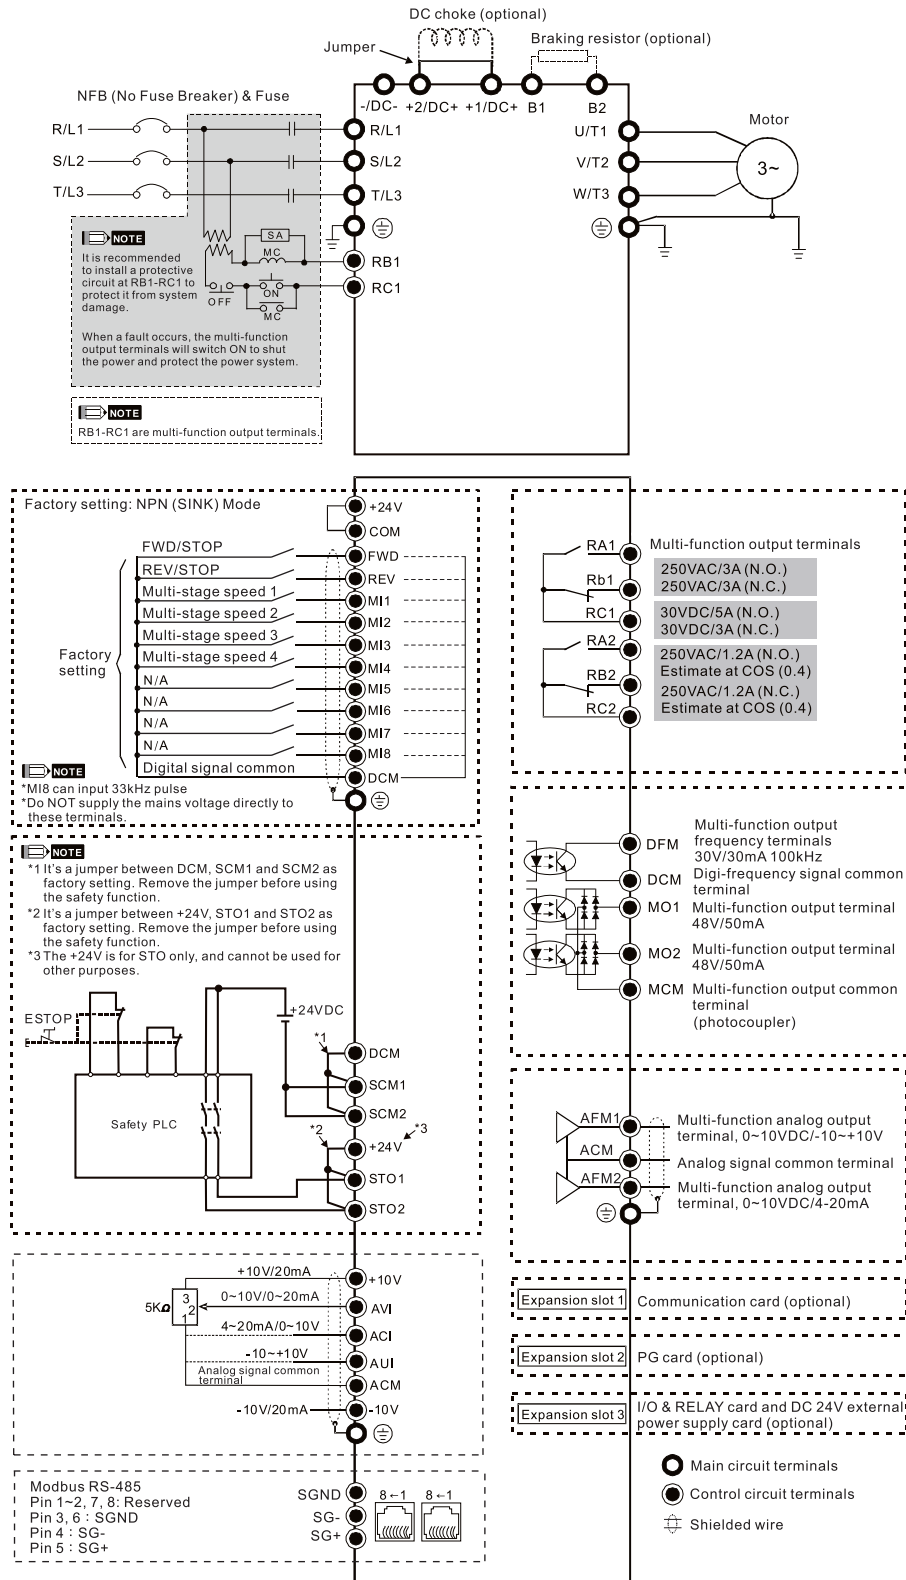 DC choke (optional)
Jumper
Braking resistor (optional)
NFB (No Fuse Breaker) & Fuse
-/DC-
+2/DC+
+1/DC+
B1
B2
R/L1
R/L1
U/T1
Motor
S/L2
S/L2
V/T2
3~
T/L3
T/L3
W/T3
NOTE
It is recommended
to install a protective
circuit at RB1-RC1 to
protect it from system
damage.
SA
MC
RB1
OFF
ON
MC
RC1
When a fault occurs, the multi-function
output terminals will switch ON to shut
the power and protect the power system.
NOTE
RB1-RC1 are multi-function output terminals.
Factory setting: NPN (SINK) Mode
+24V
COM
FWD/STOP
FWD
REV/STOP
REV
Multi-stage speed 1
MI1
Multi-stage speed 2
MI2
Multi-stage speed 3
MI3
Multi-stage speed 4
MI4
Factory
setting
N/A
MI5
N/A
MI6
N/A
MI7
N/A
MI8
Digital signal common
DCM
NOTE
*MI8 can input 33kHz pulse
*Do NOT supply the mains voltage directly to
these terminals.
RA1
Multi-function output terminals
250VAC/3A (N.O.)
250VAC/3A (N.C.)
Rb1
RC1
30VDC/5A (N.O.)
30VDC/3A (N.C.)
RA2
250VAC/1.2A (N.O.)
Estimate at COS (0.4)
RB2
250VAC/1.2A (N.C.)
Estimate at COS (0.4)
RC2
NOTE
*1 It's a jumper between DCM, SCM1 and SCM2 as
factory setting. Remove the jumper before using
the safety function.
*2 It's a jumper between +24V, STO1 and STO2 as
factory setting. Remove the jumper before using
the safety function.
*3 The +24V is for STO only, and cannot be used for
other purposes.
ESTOP
+24VDC
*1
DCM
SCM1
SCM2
Safety PLC
*2
+24V
*3
STO1
STO2
DFM
Multi-function output
frequency terminals
30V/30mA 100kHz
DCM
Digi-frequency signal common
terminal
MO1
Multi-function output terminal
48V/50mA
MO2
Multi-function output terminal
48V/50mA
MCM
Multi-function output common
terminal
(photocoupler)
AFM1
Multi-function analog output
terminal, 0~10VDC/-10~+10V
ACM
Analog signal common terminal
AFM2
Multi-function analog output
terminal, 0~10VDC/4-20mA
+10V/20mA
+10V
5KΩ
3
2
1
0~10V/0~20mA
AVI
4~20mA/0~10V
ACI
-10~+10V
AUI
Analog signal common
terminal
ACM
-10V/20mA
-10V
Expansion slot 1
Communication card (optional)
Expansion slot 2
PG card (optional)
Expansion slot 3
I/O & RELAY card and DC 24V external
power supply card (optional)
Modbus RS-485
Pin 1~2, 7, 8: Reserved
Pin 3, 6 : SGND
Pin 4 : SG-
Pin 5 : SG+
SGND
SG-
SG+
8←1
8←1
Main circuit terminals
Control circuit terminals
Shielded wire